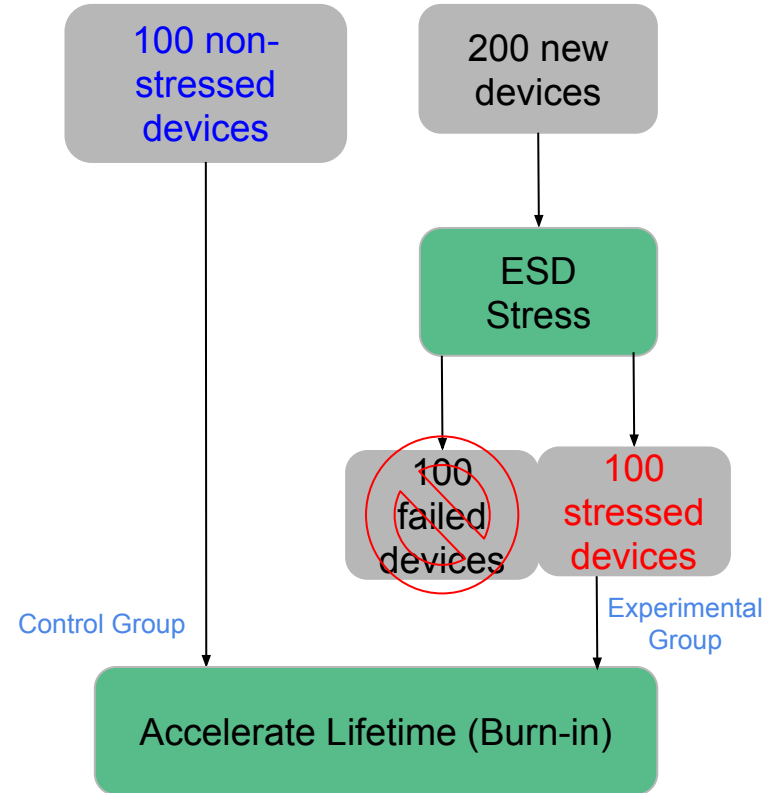 100 non-
stressed
devices
200 new
devices
ESD
Stress
100
failed
devices
100
stressed
devices
Control Group
Experimental
Group
Accelerate Lifetime (Burn-in)